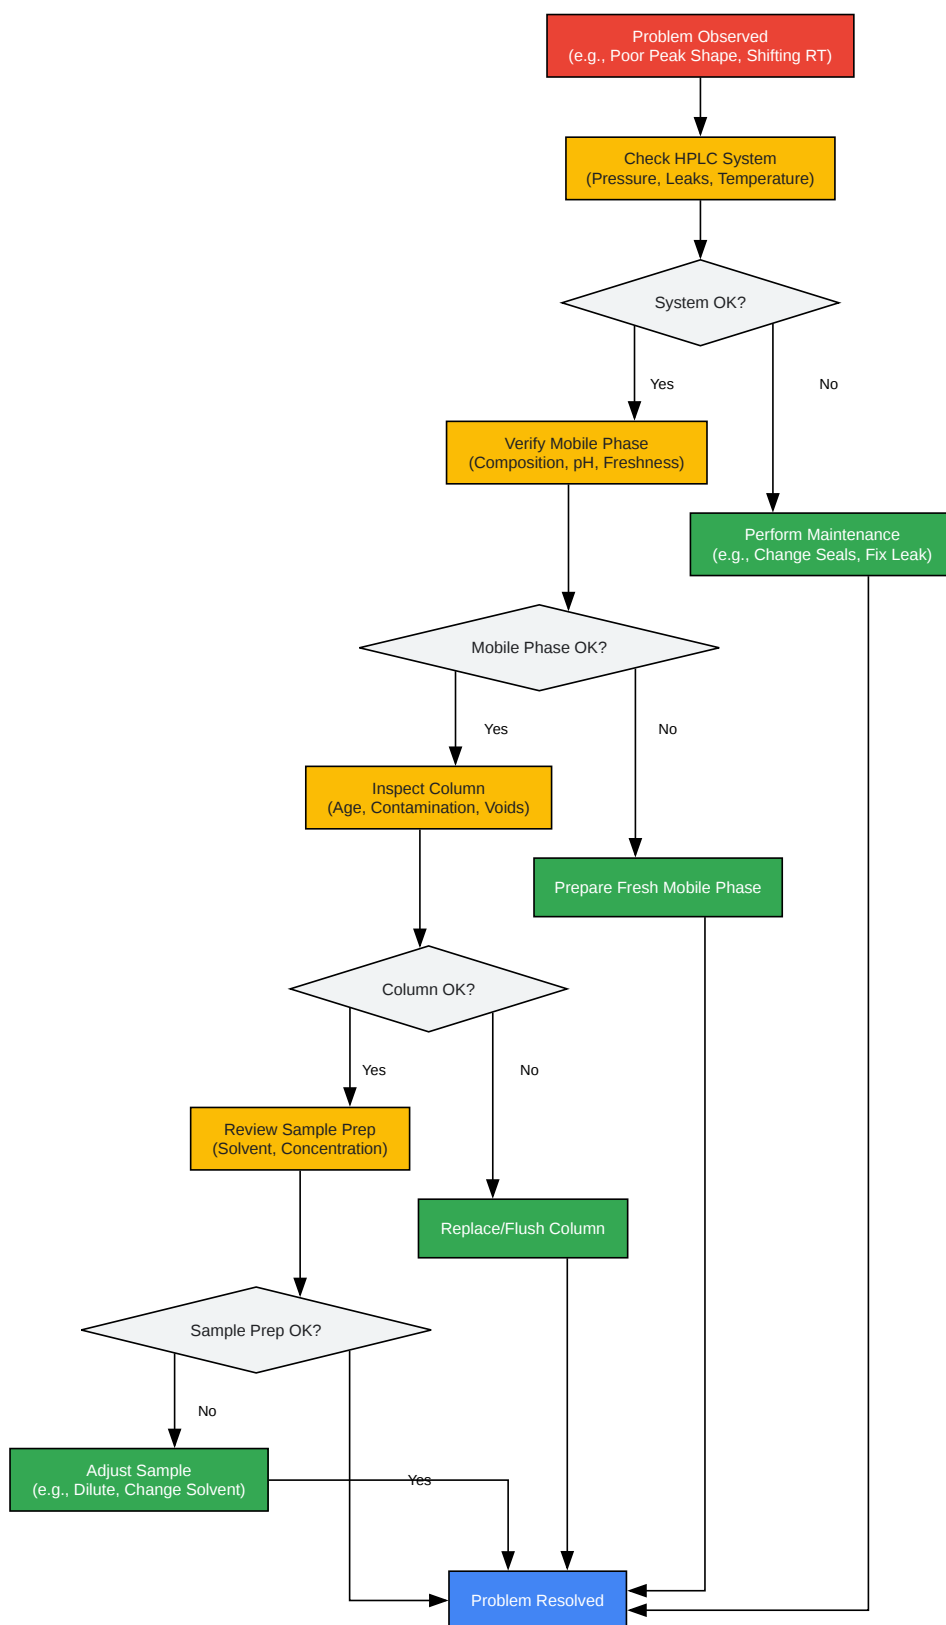 Problem Observed
(e.g., Poor Peak Shape, Shifting RT)
Check HPLC System
(Pressure, Leaks, Temperature)
System OK?
Yes
No
Verify Mobile Phase
(Composition, pH, Freshness)
Perform Maintenance
(e.g., Change Seals, Fix Leak)
Mobile Phase OK?
Yes
No
Inspect Column
(Age, Contamination, Voids)
Prepare Fresh Mobile Phase
Column OK?
Yes
No
Review Sample Prep
(Solvent, Concentration)
Replace/Flush Column
Sample Prep OK?
No
Adjust Sample
(e.g., Dilute, Change Solvent)
Yes
Problem Resolved